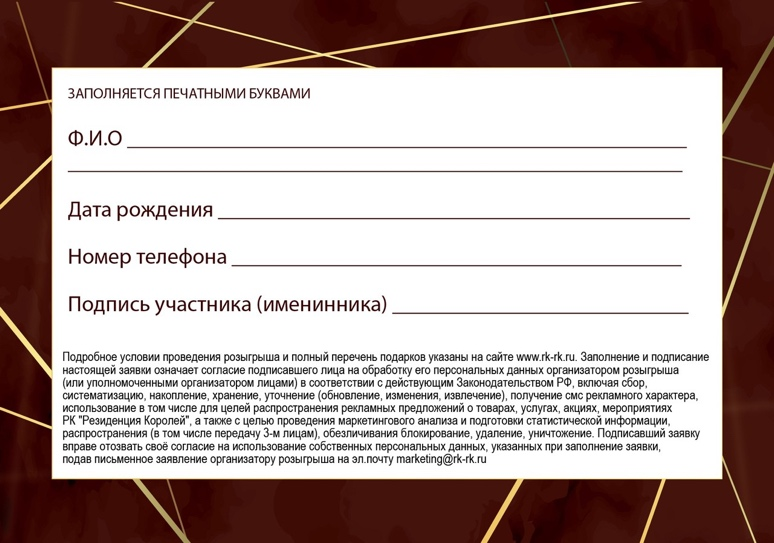 ЗАПОЛНЯЕТСЯ ПЕЧАТНЫМИ БУКВАМИ
Ф.И.О
Дата рождения
Номер телефона
Подпись участника (именинника)
Подробное условии проведения розыгрыша и полный перечень подарков указаны на сайте www.rk-rk.ru. Заполнение и подписание
настоящей заявки означает согласие подписавшего лица на обработку его персональных данных организатором розыгрыша
(или уполномоченными организатором лицами) в соответствии с действующим Законодательством РФ, включая сбор,
систематизацию, накопление, хранение, уточнение (обновление, изменения, извлечение), получение смс рекламного характера,
использование в том числе для целей распространения рекламных предложений о товарах, услугах, акциях, мероприятиях
РК "Резиденция Королей", а также с целью проведения маркетингового анализа и подготовки статистической информации,
распространения (в том числе передачу 3-м лицам), обезличивания блокирование, удаление, уничтожение. Подписавший заявку
вправе отозвать своё согласие на использование собственных персональных данных, указанных при заполнение заявки,
подав письменное заявление организатору розыгрыша на эл.почту marketing@rk-rk.ru